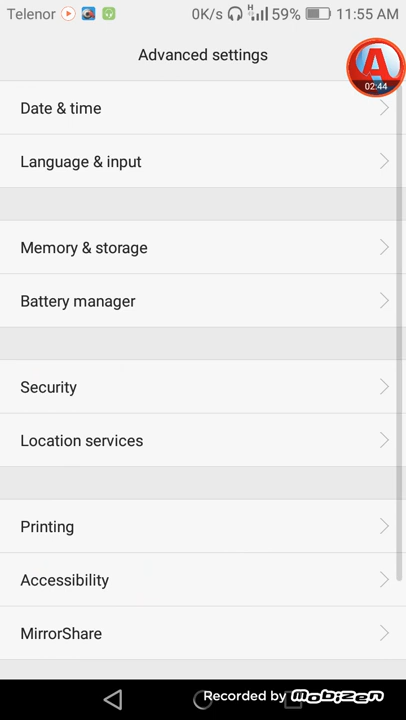 Telenor 0K/s H 59% 11:55 AM
Advanced settings
A
02:44
Date & time
Language & input
Memory & storage
Battery manager
Security
Location services
Printing
Accessibility
MirrorShare
Recorded by mobizen